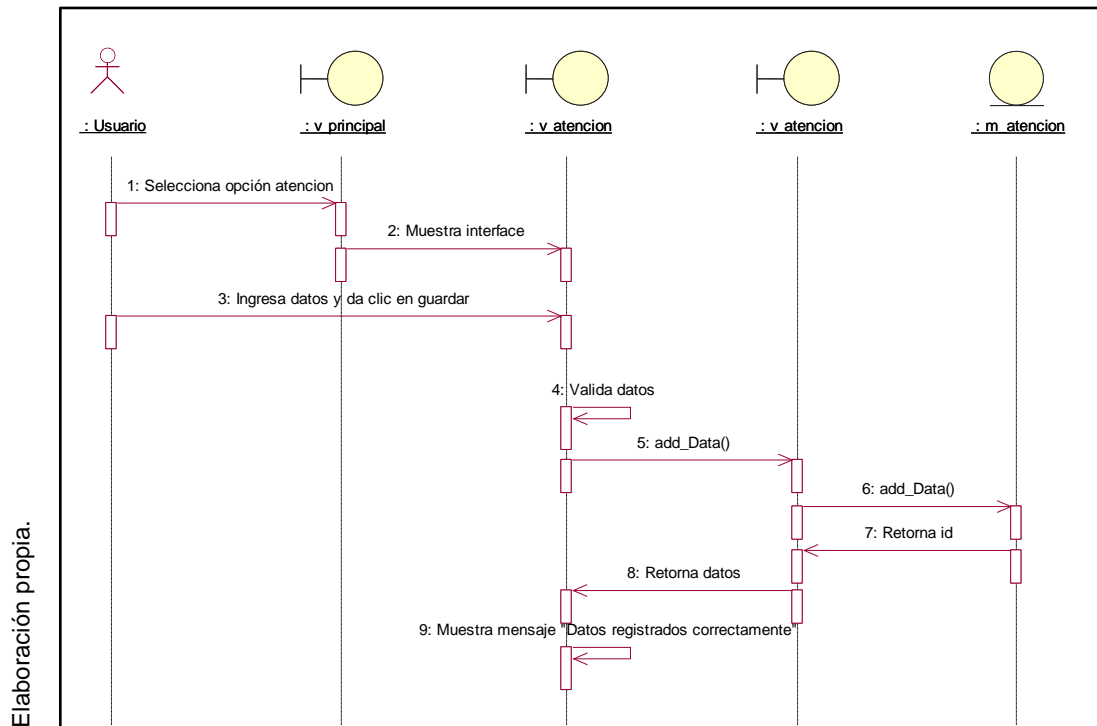 : Usuario
: v principal
: v atencion
: v atencion
: m_atencion
1: Selecciona opción atencion
2: Muestra interface
3: Ingresa datos y da clic en guardar
4: Valida datos
5: add_Data()
6: add_Data()
7: Retorna id
8: Retorna datos
9: Muestra mensaje "Datos registrados correctamente"
Elaboración propia.